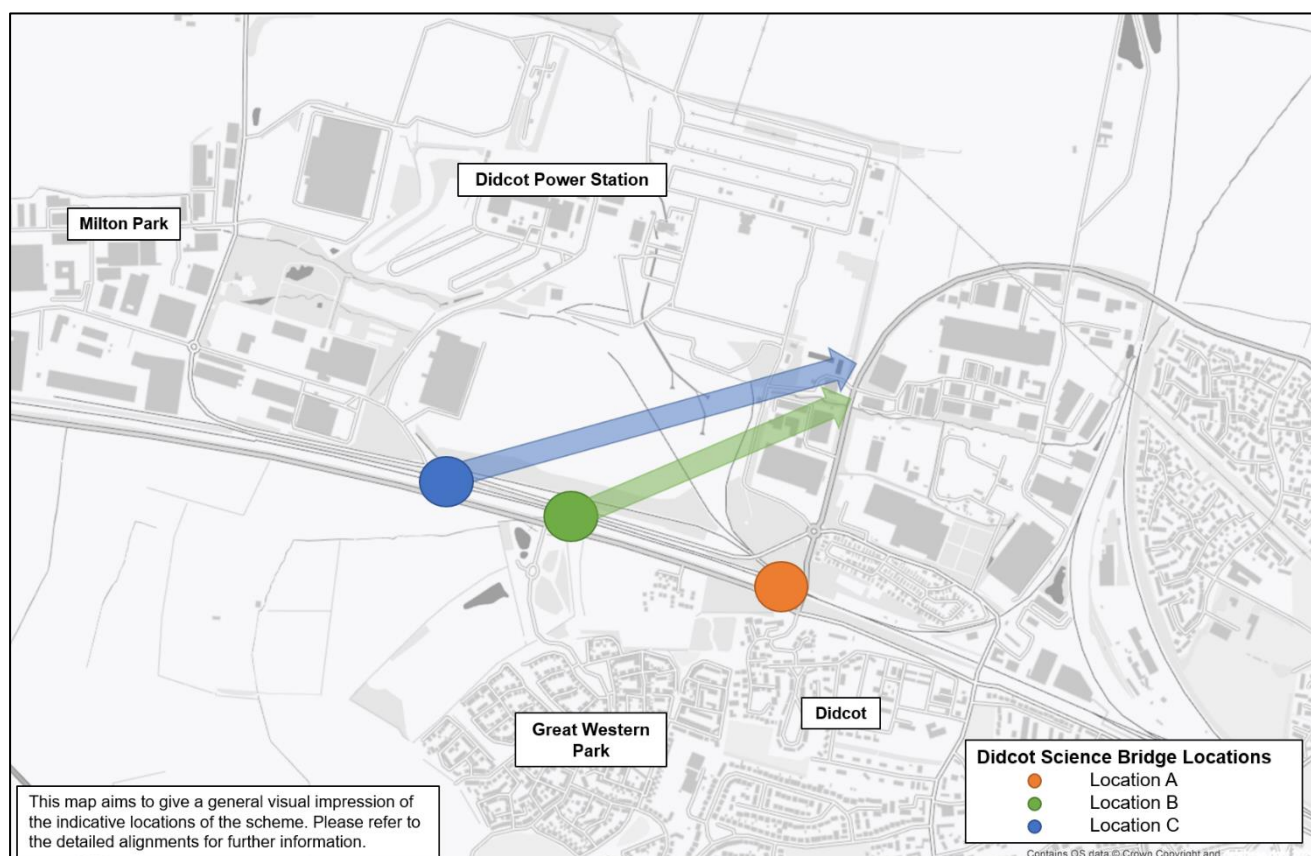 Didcot Power Station
Milton Park
Great Western
Park
Didcot
Didcot Science Bridge Locations
Location A
Location B
Location C
This map aims to give a general visual impression of
the indicative locations of the scheme. Please refer to
the detailed alignments for further information.
Contains OS data © Crown Copyright and